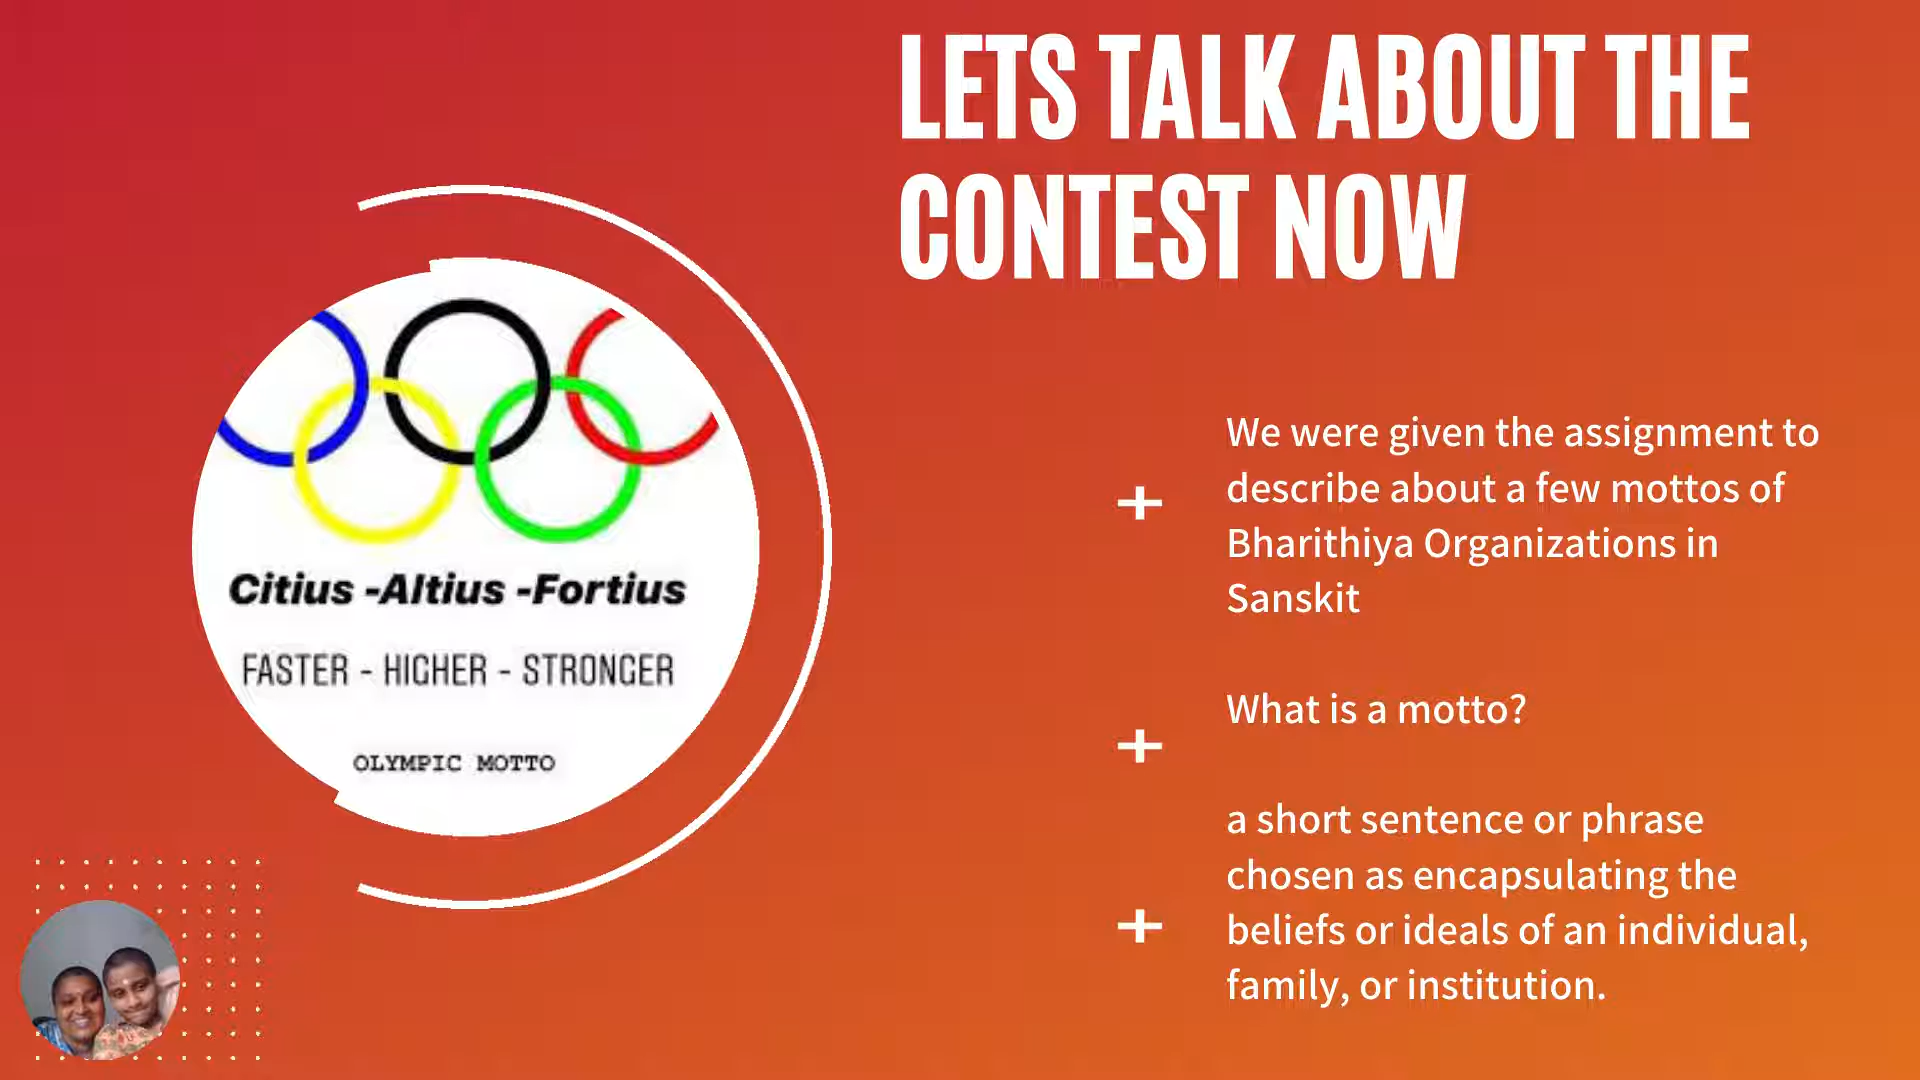 LETS TALK ABOUT THE
CONTEST NOW
Citius -Altius -Fortius
FASTER - HIGHER - STRONGER
OLYMPIC MOTTO
+ We were given the assignment to
describe about a few mottos of
Bharithiya Organizations in
Sanskit
+ What is a motto?
+ a short sentence or phrase
chosen as encapsulating the
beliefs or ideals of an individual,
family, or institution.